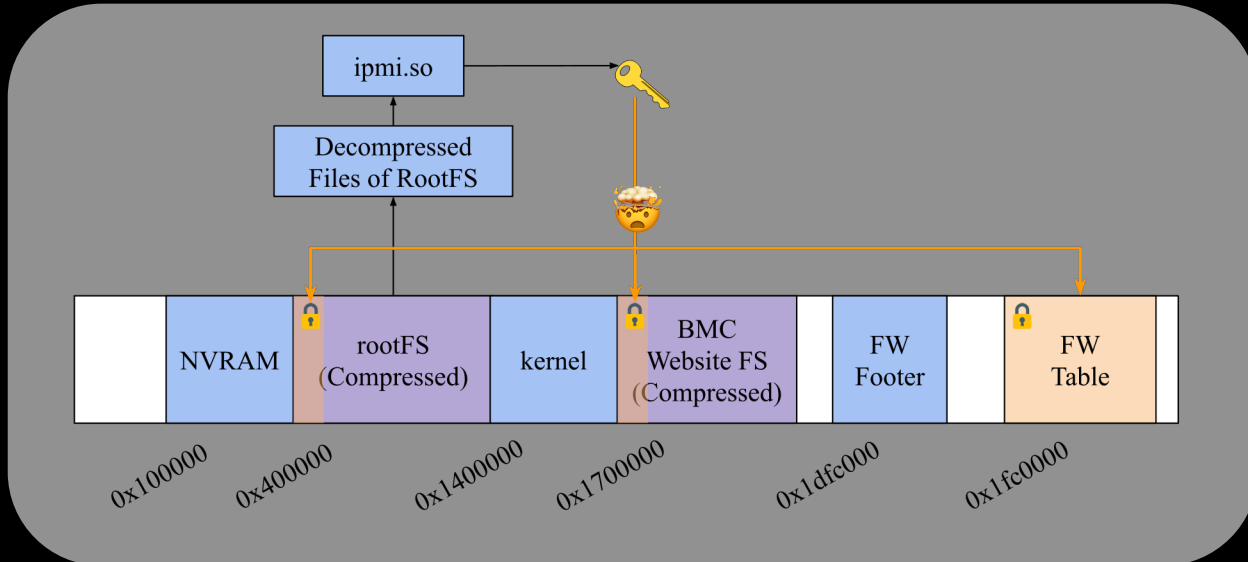 ipmi.so
Decompressed
Files of RootFS
NVRAM
rootFS
(Compressed)
kernel
BMC
Website FS
(Compressed)
FW
Footer
FW
Table
0x100000
0x400000
0x1400000
0x1700000
0x1dfc000
0x1fc0000